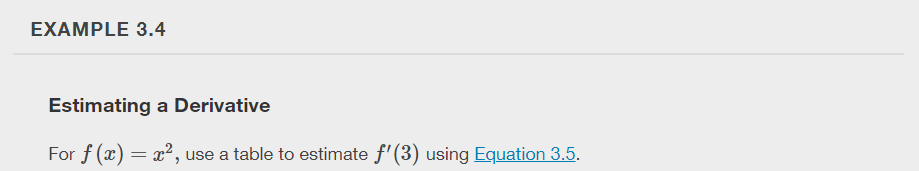 EXAMPLE 3.4
Estimating a Derivative
For f (x) = x², use a table to estimate f′(3) using Equation 3.5.